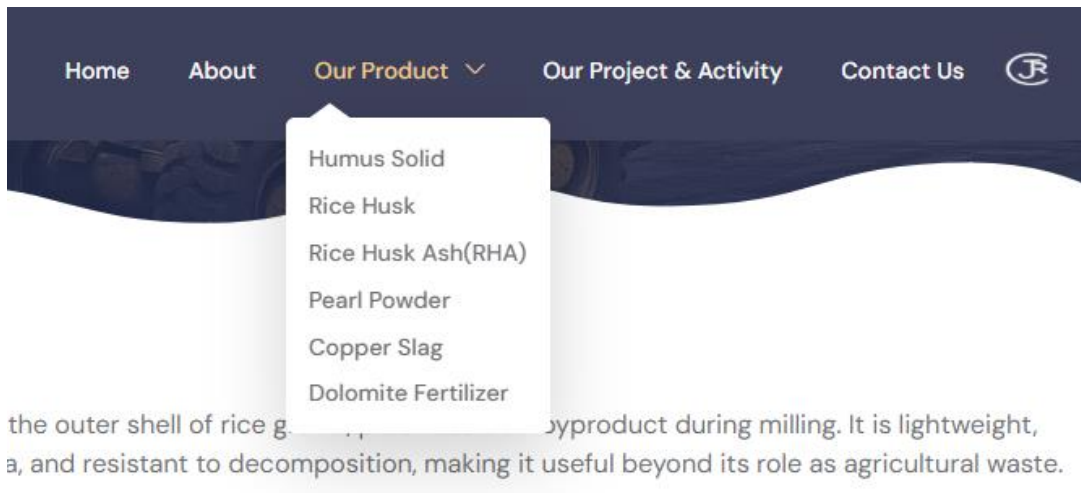 Home About Our Product Our Project & Activity Contact Us
Humus Solid
Rice Husk
Rice Husk Ash(RHA)
Pearl Powder
Copper Slag
Dolomite Fertilizer
the outer shell of rice byproduct during milling. It is lightweight,
and resistant to decomposition, making it useful beyond its role as agricultural waste.